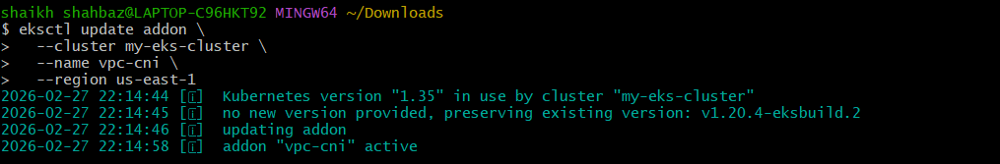 shaikh shahbaz@LAPTOP-C96HKT92 MINGW64 ~/Downloads
$ eksctl update addon \
>   --cluster my-eks-cluster \
>   --name vpc-cni \
>   --region us-east-1
2026-02-27 22:14:44 [ℹ]  Kubernetes version "1.35" in use by cluster "my-eks-cluster"
2026-02-27 22:14:45 [ℹ]  no new version provided, preserving existing version: v1.20.4-eksbuild.2
2026-02-27 22:14:46 [ℹ]  updating addon
2026-02-27 22:14:58 [ℹ]  addon "vpc-cni" active